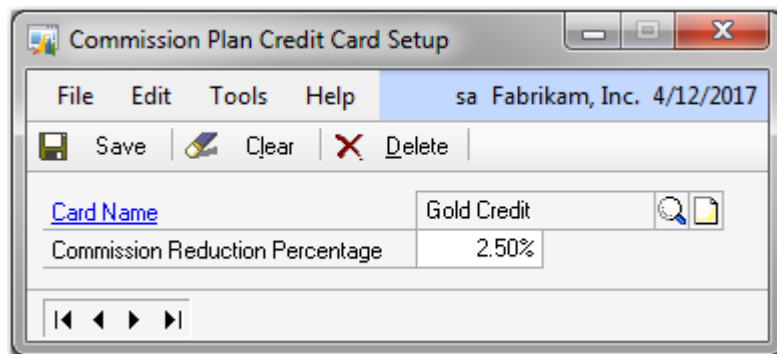 Commission Plan Credit Card Setup
File Edit Tools Help sa Fabrikam, Inc. 4/12/2017
Save Clear Delete
Card Name Gold Credit
Commission Reduction Percentage 2.50%